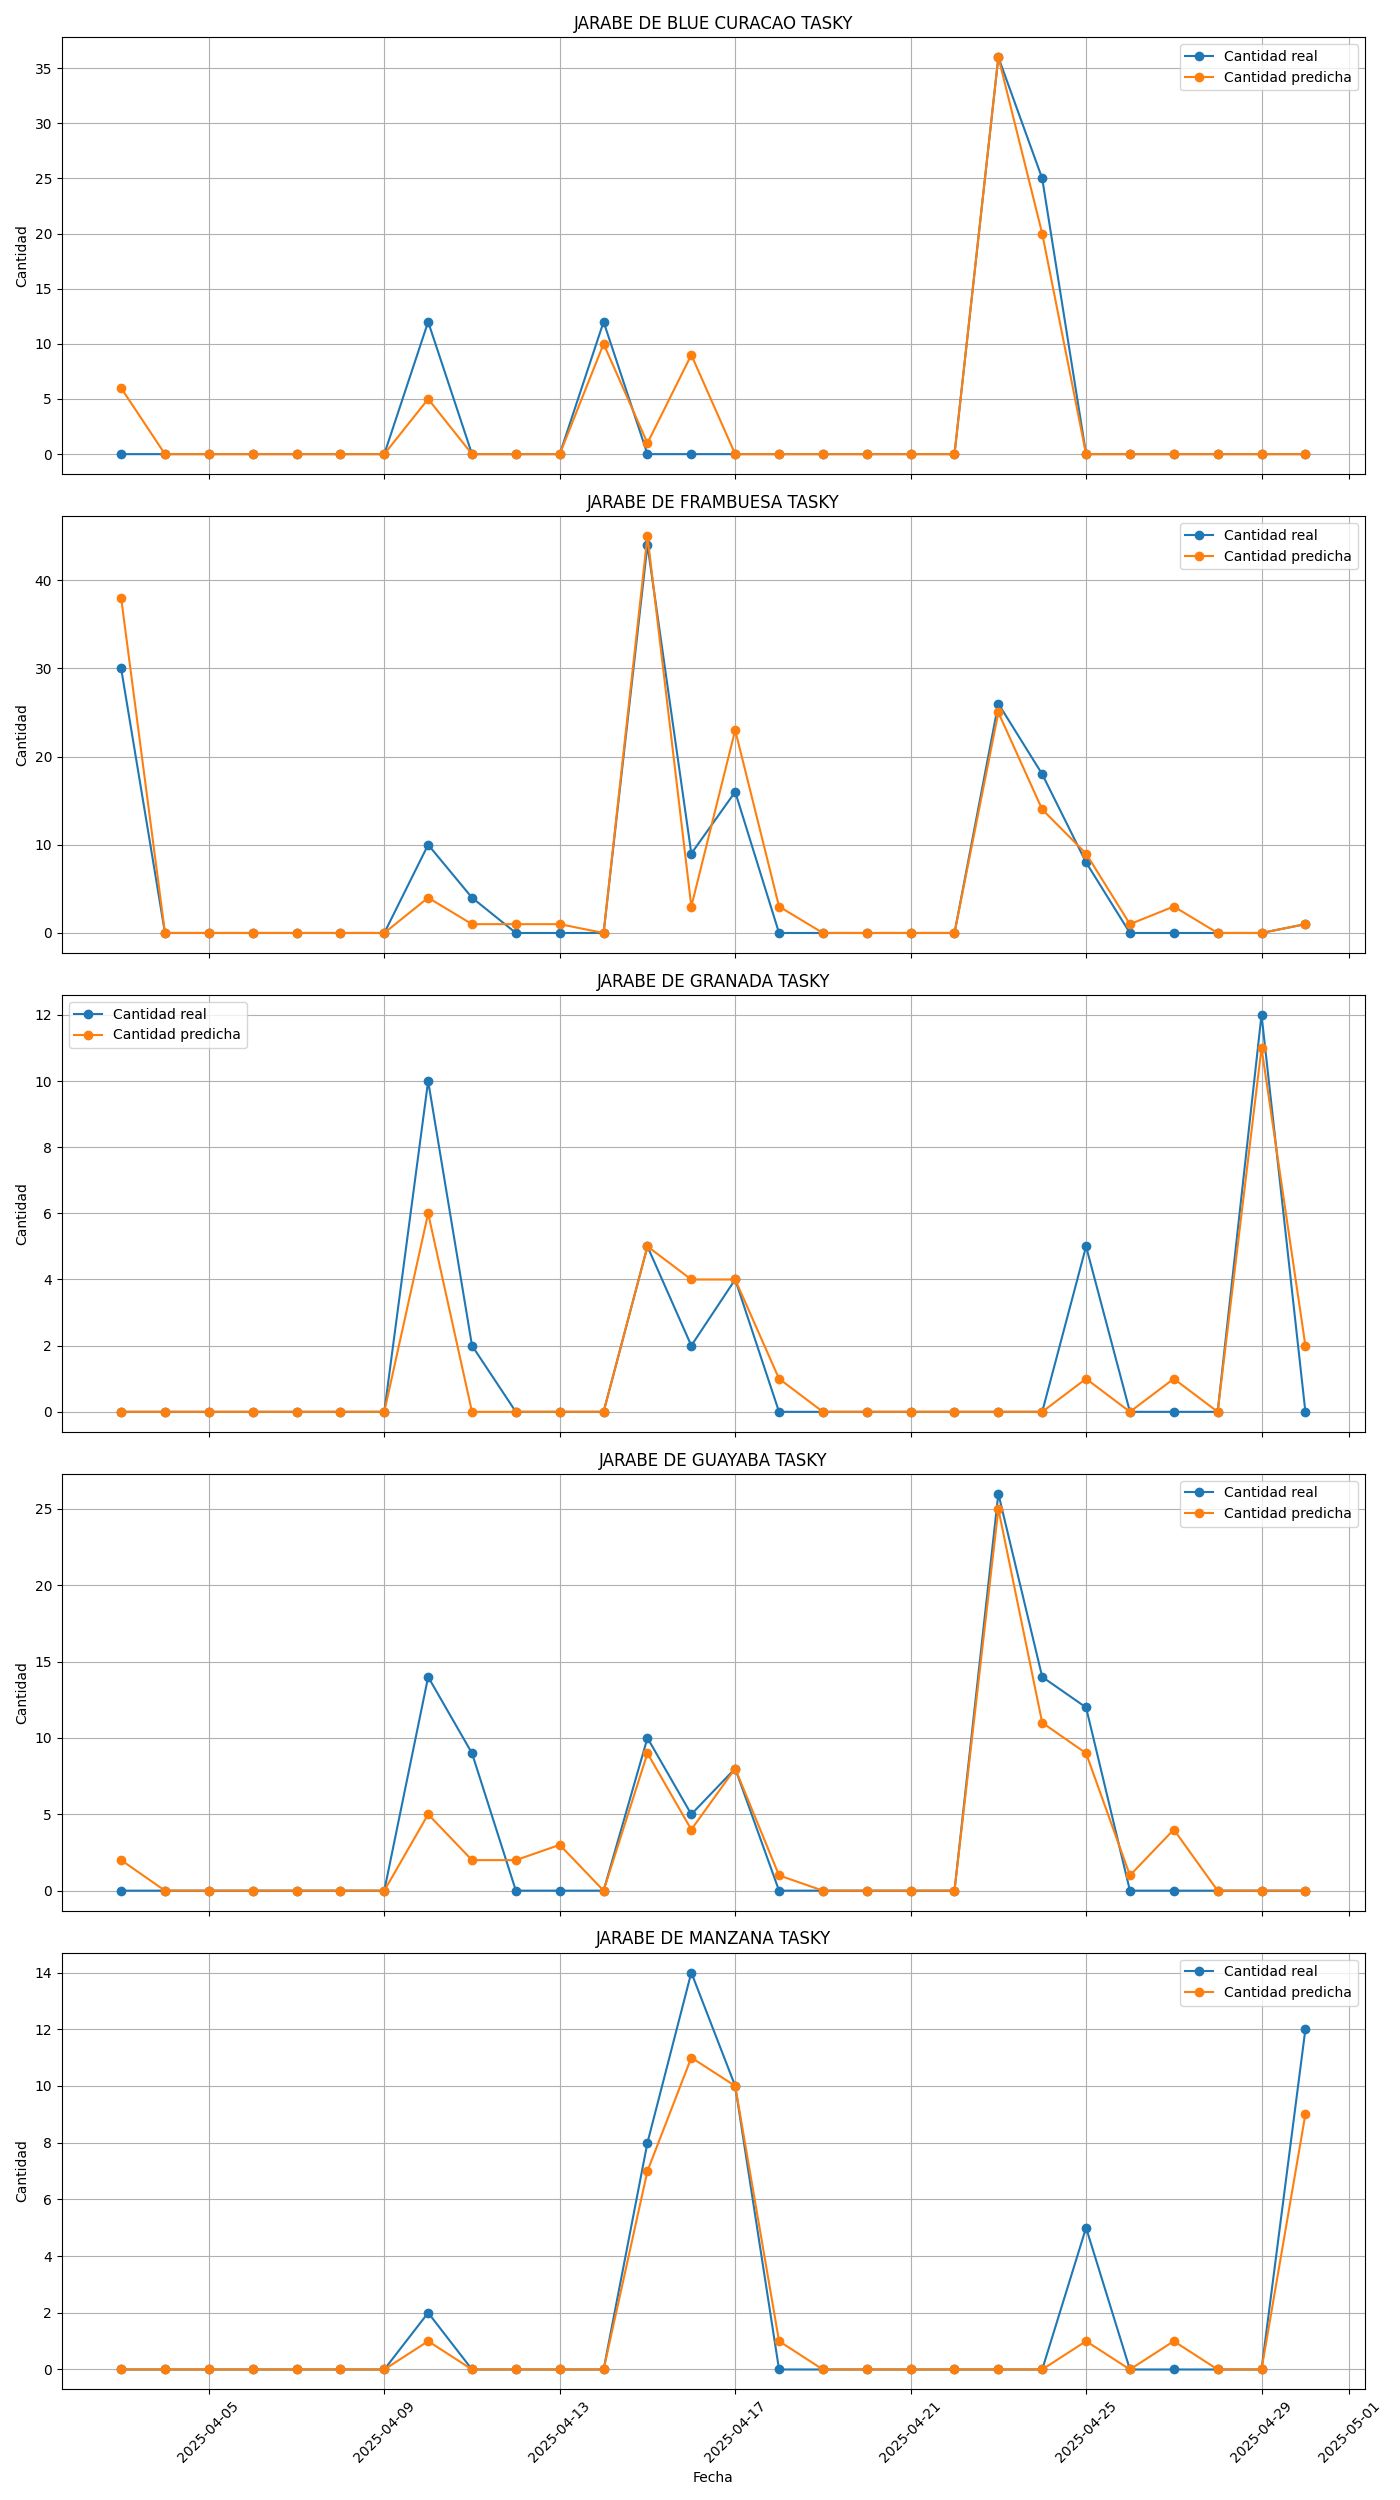 JARABE DE BLUE CURACAO TASKY
Cantidad real
Cantidad predicha
35
30
25
20
15
10
5
0
Cantidad
JARABE DE FRAMBUESA TASKY
Cantidad real
Cantidad predicha
40
30
20
10
0
Cantidad
JARABE DE GRANADA TASKY
Cantidad real
Cantidad predicha
12
10
8
6
4
2
0
Cantidad
JARABE DE GUAYABA TASKY
Cantidad real
Cantidad predicha
25
20
15
10
5
0
Cantidad
JARABE DE MANZANA TASKY
Cantidad real
Cantidad predicha
14
12
10
8
6
4
2
0
Cantidad
2025-04-05
2025-04-09
2025-04-13
2025-04-17
2025-04-21
2025-04-25
2025-04-29
2025-05-01
Fecha